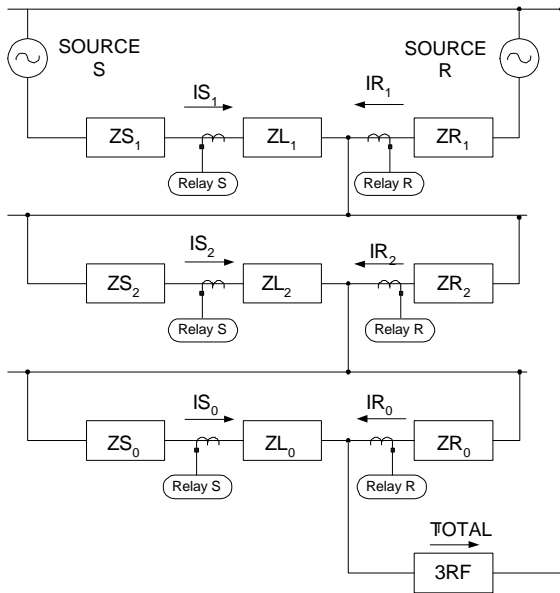 SOURCE
S
SOURCE
R
IS₁
IR₁
ZS₁
ZL₁
ZR₁
Relay S
Relay R
IS₂
IR₂
ZS₂
ZL₂
ZR₂
Relay S
Relay R
IS₀
IR₀
ZS₀
ZL₀
ZR₀
Relay S
Relay R
ITOTAL
3RF